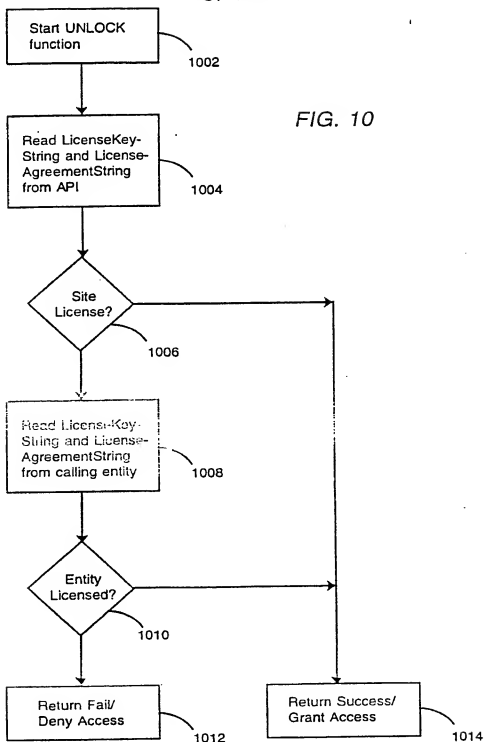 Start UNLOCK
function
1002
FIG. 10
Read LicenseKey-
String and License-
AgreementString
from API
1004
Site
License?
1006
Read LicenseKey-
String and License-
AgreementString
from calling entity
1008
Entity
Licensed?
1010
Return Fail/
Deny Access
1012
Return Success/
Grant Access
1014